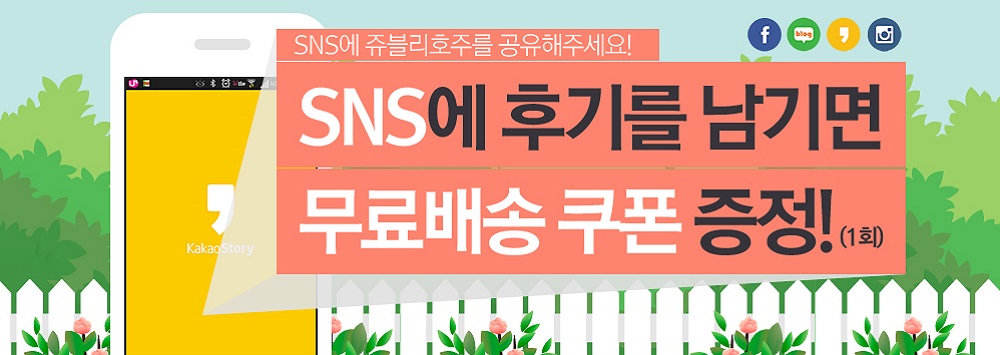 SNS에 쥬블리호주를 공유해주세요!
f
blog
SNS에 후기를 남기면
무료배송 쿠폰 증정! (1회)
KakaoStory